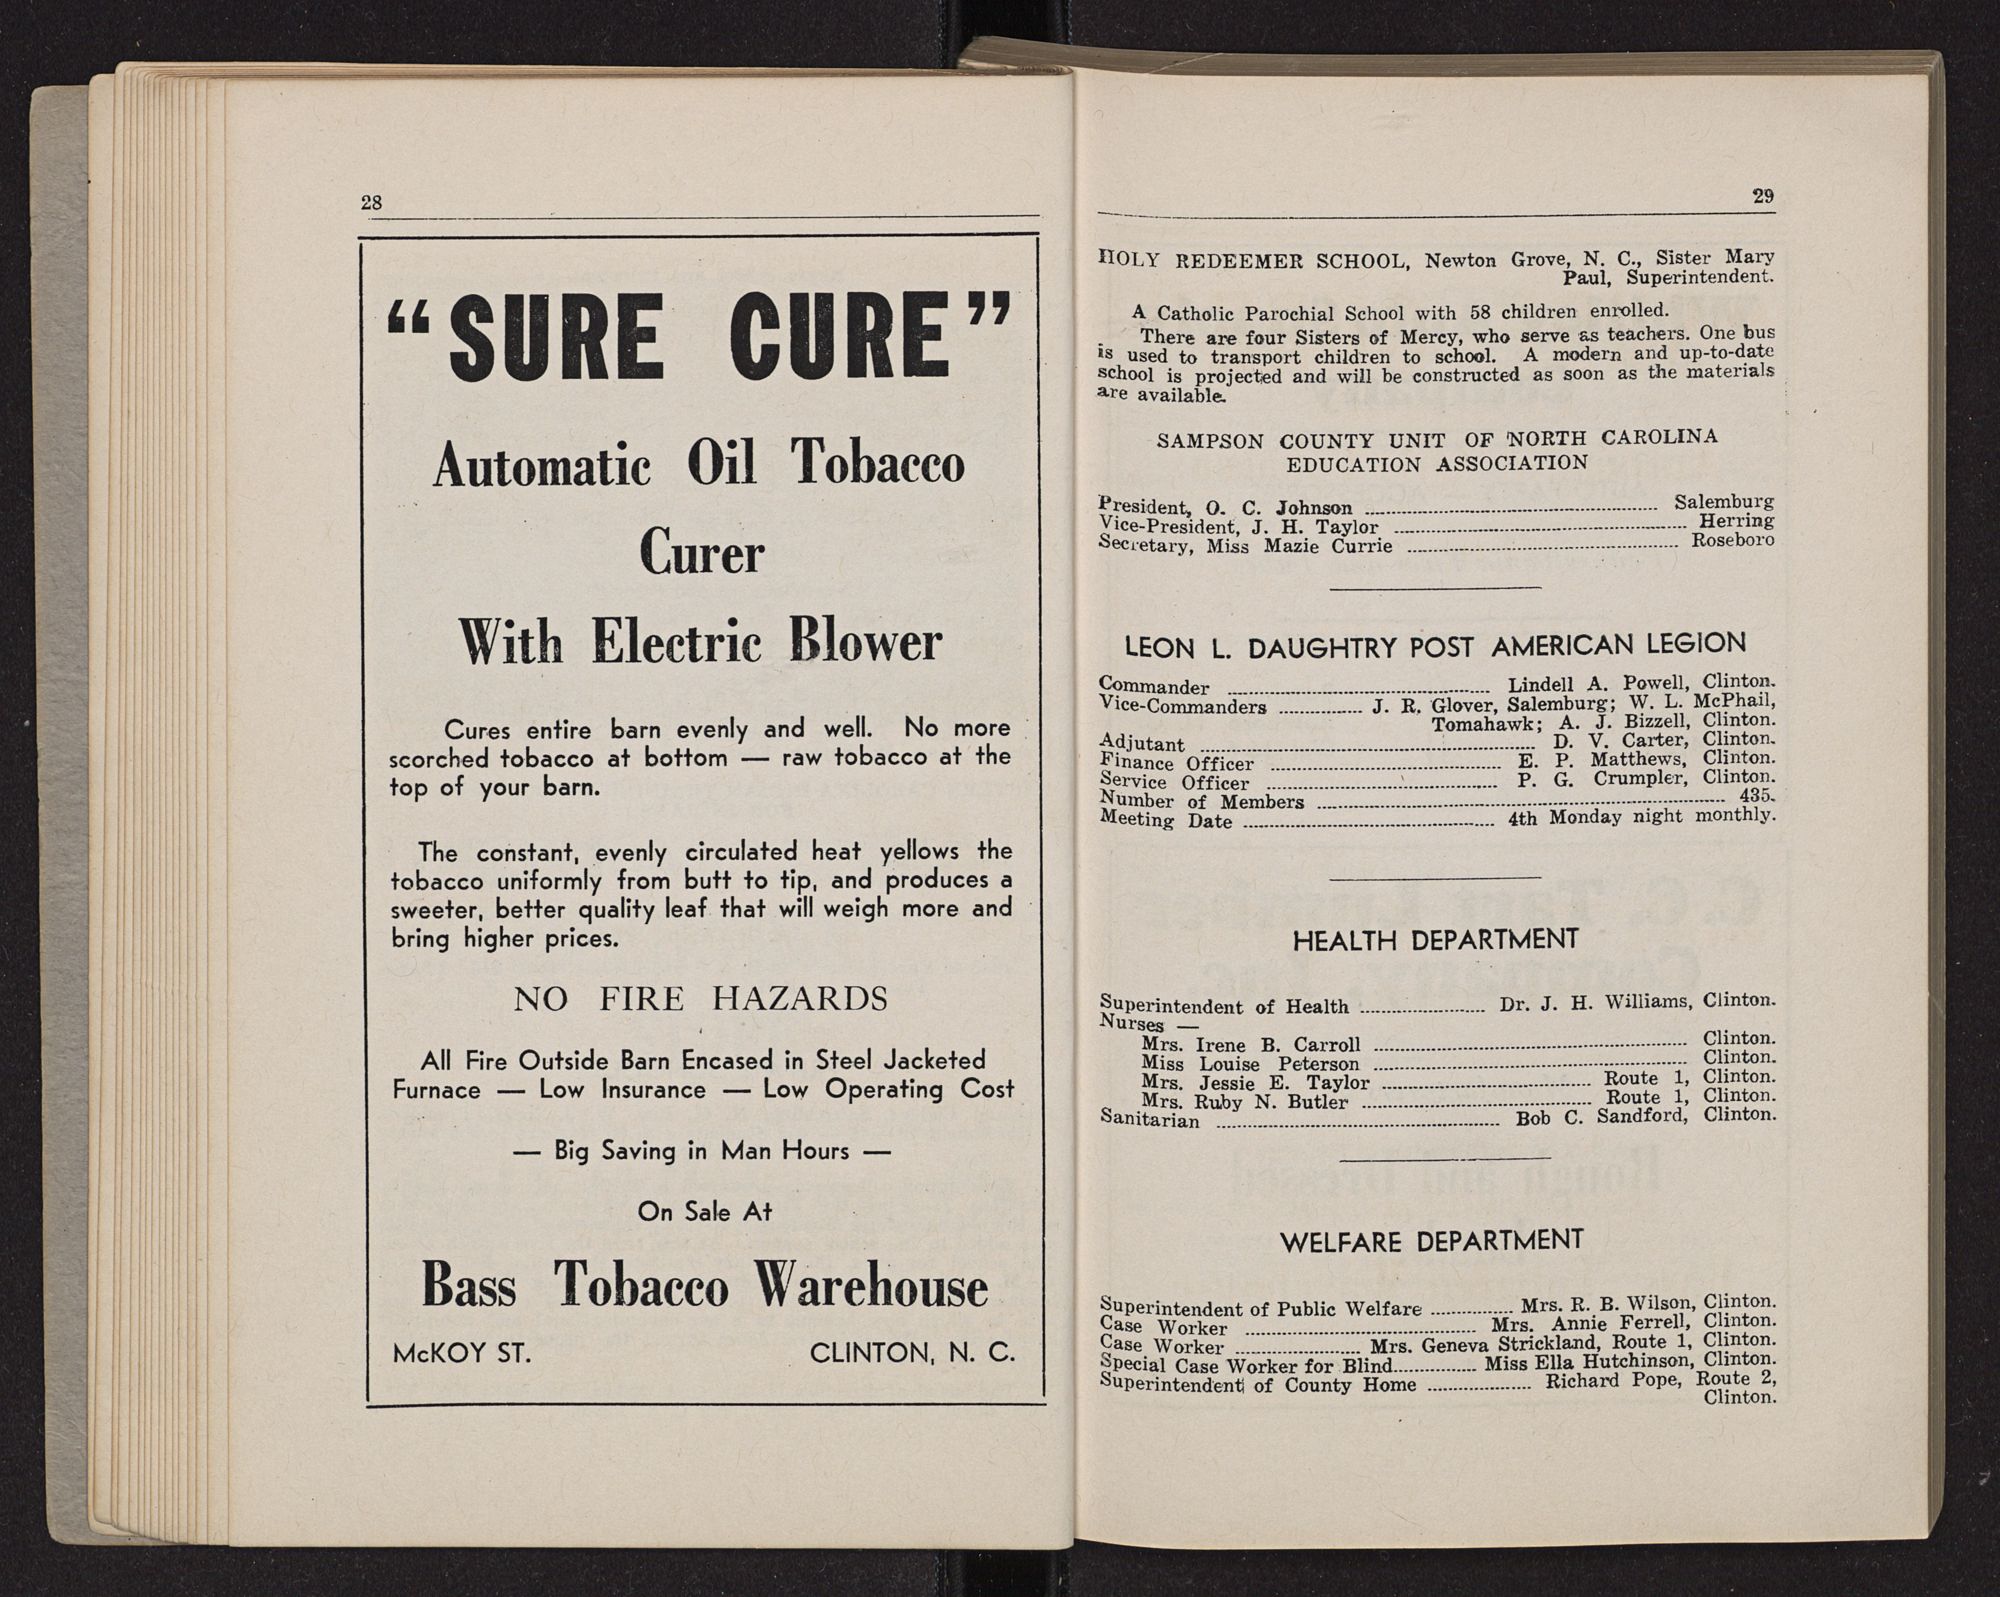 28
"SURE CURE"
Automatic Oil Tobacco
Curer
With Electric Blower
Cures entire barn evenly and well. No more
scorched tobacco at bottom — raw tobacco at the
top of your barn.
The constant, evenly circulated heat yellows the
tobacco uniformly from butt to tip, and produces a
sweeter, better quality leaf that will weigh more and
bring higher prices.
NO FIRE HAZARDS
All Fire Outside Barn Encased in Steel Jacketed
Furnace — Low Insurance — Low Operating Cost
— Big Saving in Man Hours —
On Sale At
Bass Tobacco Warehouse
McKOY ST. CLINTON, N. C.
29
HOLY REDEEMER SCHOOL, Newton Grove, N. C., Sister Mary
Paul, Superintendent.
A Catholic Parochial School with 58 children enrolled.
There are four Sisters of Mercy, who serve as teachers. One bus
is used to transport children to school. A modern and up-to-date
school is projected and will be constructed as soon as the materials
are available.
SAMPSON COUNTY UNIT OF NORTH CAROLINA
EDUCATION ASSOCIATION
President, O. C. Johnson ........ Salemburg
Vice-President, J. H. Taylor ........ Herring
Secretary, Miss Mazie Currie ........ Roseboro
LEON L. DAUGHTRY POST AMERICAN LEGION
Commander ........ Lindell A. Powell, Clinton.
Vice-Commanders ........ J. R. Glover, Salemburg; W. L. McPhail,
Tomahawk; A. J. Bizzell, Clinton.
Adjutant ........ D. V. Carter, Clinton.
Finance Officer ........ E. P. Matthews, Clinton.
Service Officer ........ P. G. Crumpler, Clinton.
Number of Members ........ 435.
Meeting Date ........ 4th Monday night monthly.
HEALTH DEPARTMENT
Superintendent of Health ........ Dr. J. H. Williams, Clinton.
Nurses —
Mrs. Irene B. Carroll ........ Clinton.
Miss Louise Peterson ........ Clinton.
Mrs. Jessie E. Taylor ........ Route 1, Clinton.
Mrs. Ruby N. Butler ........ Route 1, Clinton.
Sanitarian ........ Bob C. Sandford, Clinton.
WELFARE DEPARTMENT
Superintendent of Public Welfare ........ Mrs. R. B. Wilson, Clinton.
Case Worker ........ Mrs. Annie Ferrell, Clinton.
Case Worker ........ Mrs. Geneva Strickland, Route 1, Clinton.
Special Case Worker for Blind ........ Miss Ella Hutchinson, Clinton.
Superintendent of County Home ........ Richard Pope, Route 2,
Clinton.